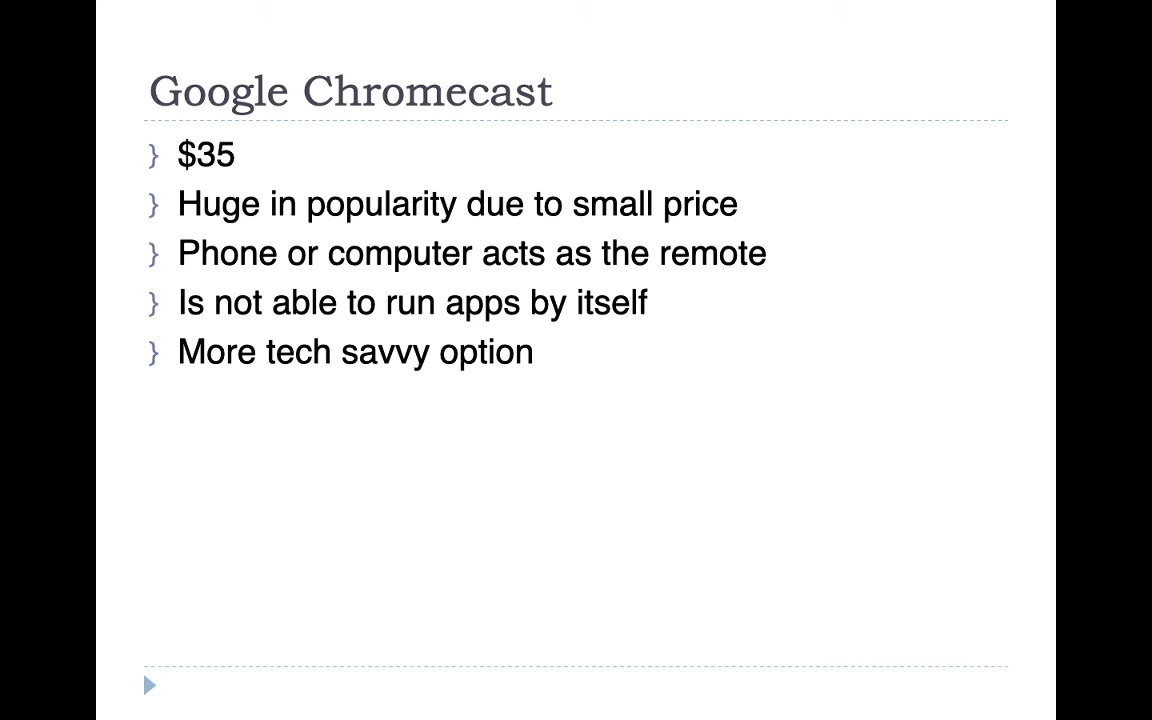 Google Chromecast
} $35
} Huge in popularity due to small price
} Phone or computer acts as the remote
} Is not able to run apps by itself
} More tech savvy option